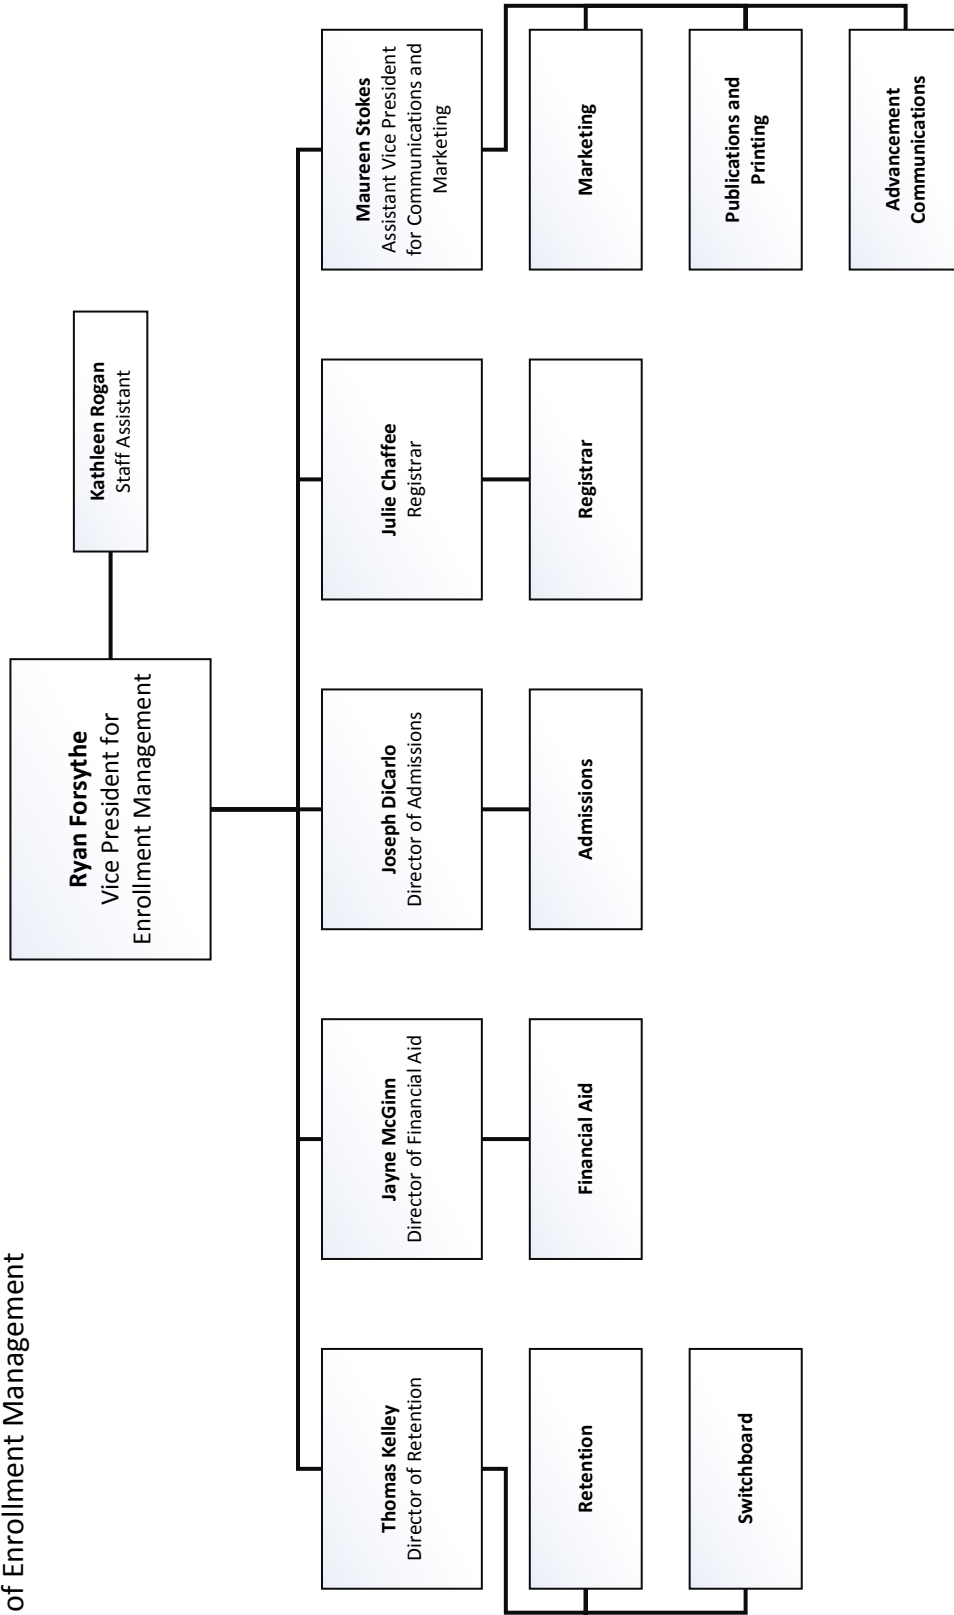 of Enrollment Management
Ryan Forsythe
Vice President for
Enrollment Management
Kathleen Rogan
Staff Assistant
Thomas Kelley
Director of Retention
Jayne McGinn
Director of Financial Aid
Joseph DiCarlo
Director of Admissions
Julie Chaffee
Registrar
Maureen Stokes
Assistant Vice President
for Communications and
Marketing
Retention
Financial Aid
Admissions
Registrar
Marketing
Switchboard
Publications and
Printing
Advancement
Communications